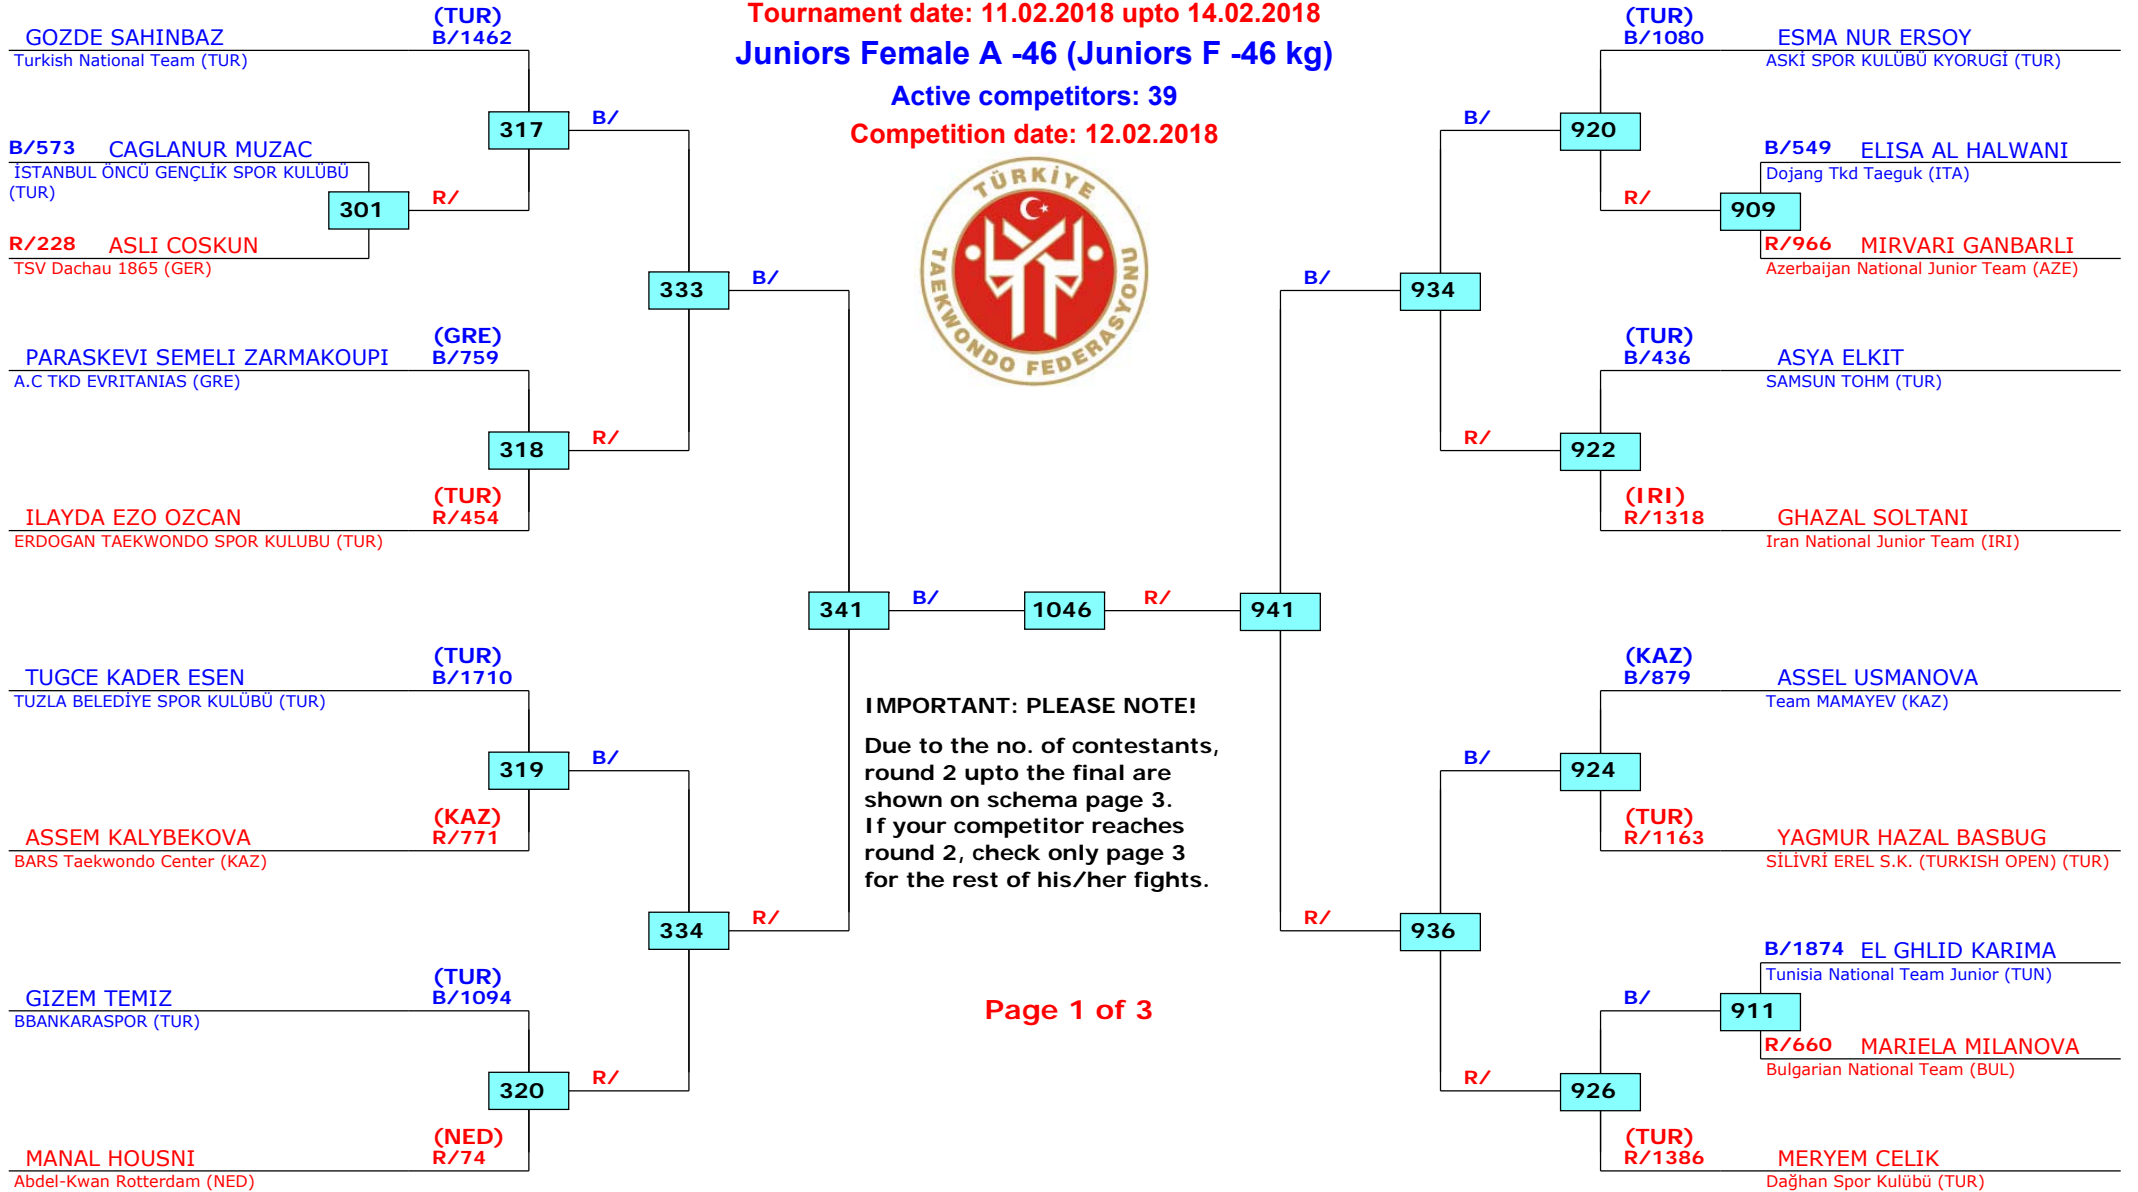 Tournament date: 11.02.2018 upto 14.02.2018
Juniors Female A -46 (Juniors F -46 kg)
Active competitors: 39
Competition date: 12.02.2018
TÜRKİYE
TAEKWONDO FEDERASYONU
(TUR)
GOZDE SAHINBAZ B/1462
Turkish National Team (TUR)
317
B/
B/573 CAGLANUR MUZAC
İSTANBUL ÖNCÜ GENÇLİK SPOR KULÜBÜ
(TUR)
301
R/
R/228 ASLI COSKUN
TSV Dachau 1865 (GER)
333
B/
(GRE)
PARASKEVI SEMELI ZARMAKOUPI B/759
A.C TKD EVRITANIAS (GRE)
318
R/
(TUR)
ILAYDA EZO OZCAN R/454
ERDOGAN TAEKWONDO SPOR KULUBU (TUR)
341
B/
1046
R/
941
(TUR)
TUGCE KADER ESEN B/1710
TUZLA BELEDİYE SPOR KULÜBÜ (TUR)
319
B/
(KAZ)
ASSEM KALYBEKOVA R/771
BARS Taekwondo Center (KAZ)
334
R/
(TUR)
GIZEM TEMIZ B/1094
BBANKARASPOR (TUR)
320
R/
(NED)
MANAL HOUSNI R/74
Abdel-Kwan Rotterdam (NED)
IMPORTANT: PLEASE NOTE!
Due to the no. of contestants,
round 2 upto the final are
shown on schema page 3.
If your competitor reaches
round 2, check only page 3
for the rest of his/her fights.
Page 1 of 3
(TUR)
B/1080 ESMA NUR ERSOY
ASKİ SPOR KULÜBÜ KYORUGİ (TUR)
B/
920
B/549 ELISA AL HALWANI
Dojang Tkd Taeguk (ITA)
R/
909
R/966 MIRVARI GANBARLI
Azerbaijan National Junior Team (AZE)
B/
934
(TUR)
B/436 ASYA ELKIT
SAMSUN TOHM (TUR)
R/
922
(IRI)
R/1318 GHAZAL SOLTANI
Iran National Junior Team (IRI)
(KAZ)
B/879 ASSEL USMANOVA
Team MAMAYEV (KAZ)
B/
924
(TUR)
R/1163 YAGMUR HAZAL BASBUG
SİLİVRİ EREL S.K. (TURKISH OPEN) (TUR)
R/
936
B/1874 EL GHLID KARIMA
Tunisia National Team Junior (TUN)
B/
911
R/660 MARIELA MILANOVA
Bulgarian National Team (BUL)
R/
926
(TUR)
R/1386 MERYEM CELIK
Dağhan Spor Kulübü (TUR)